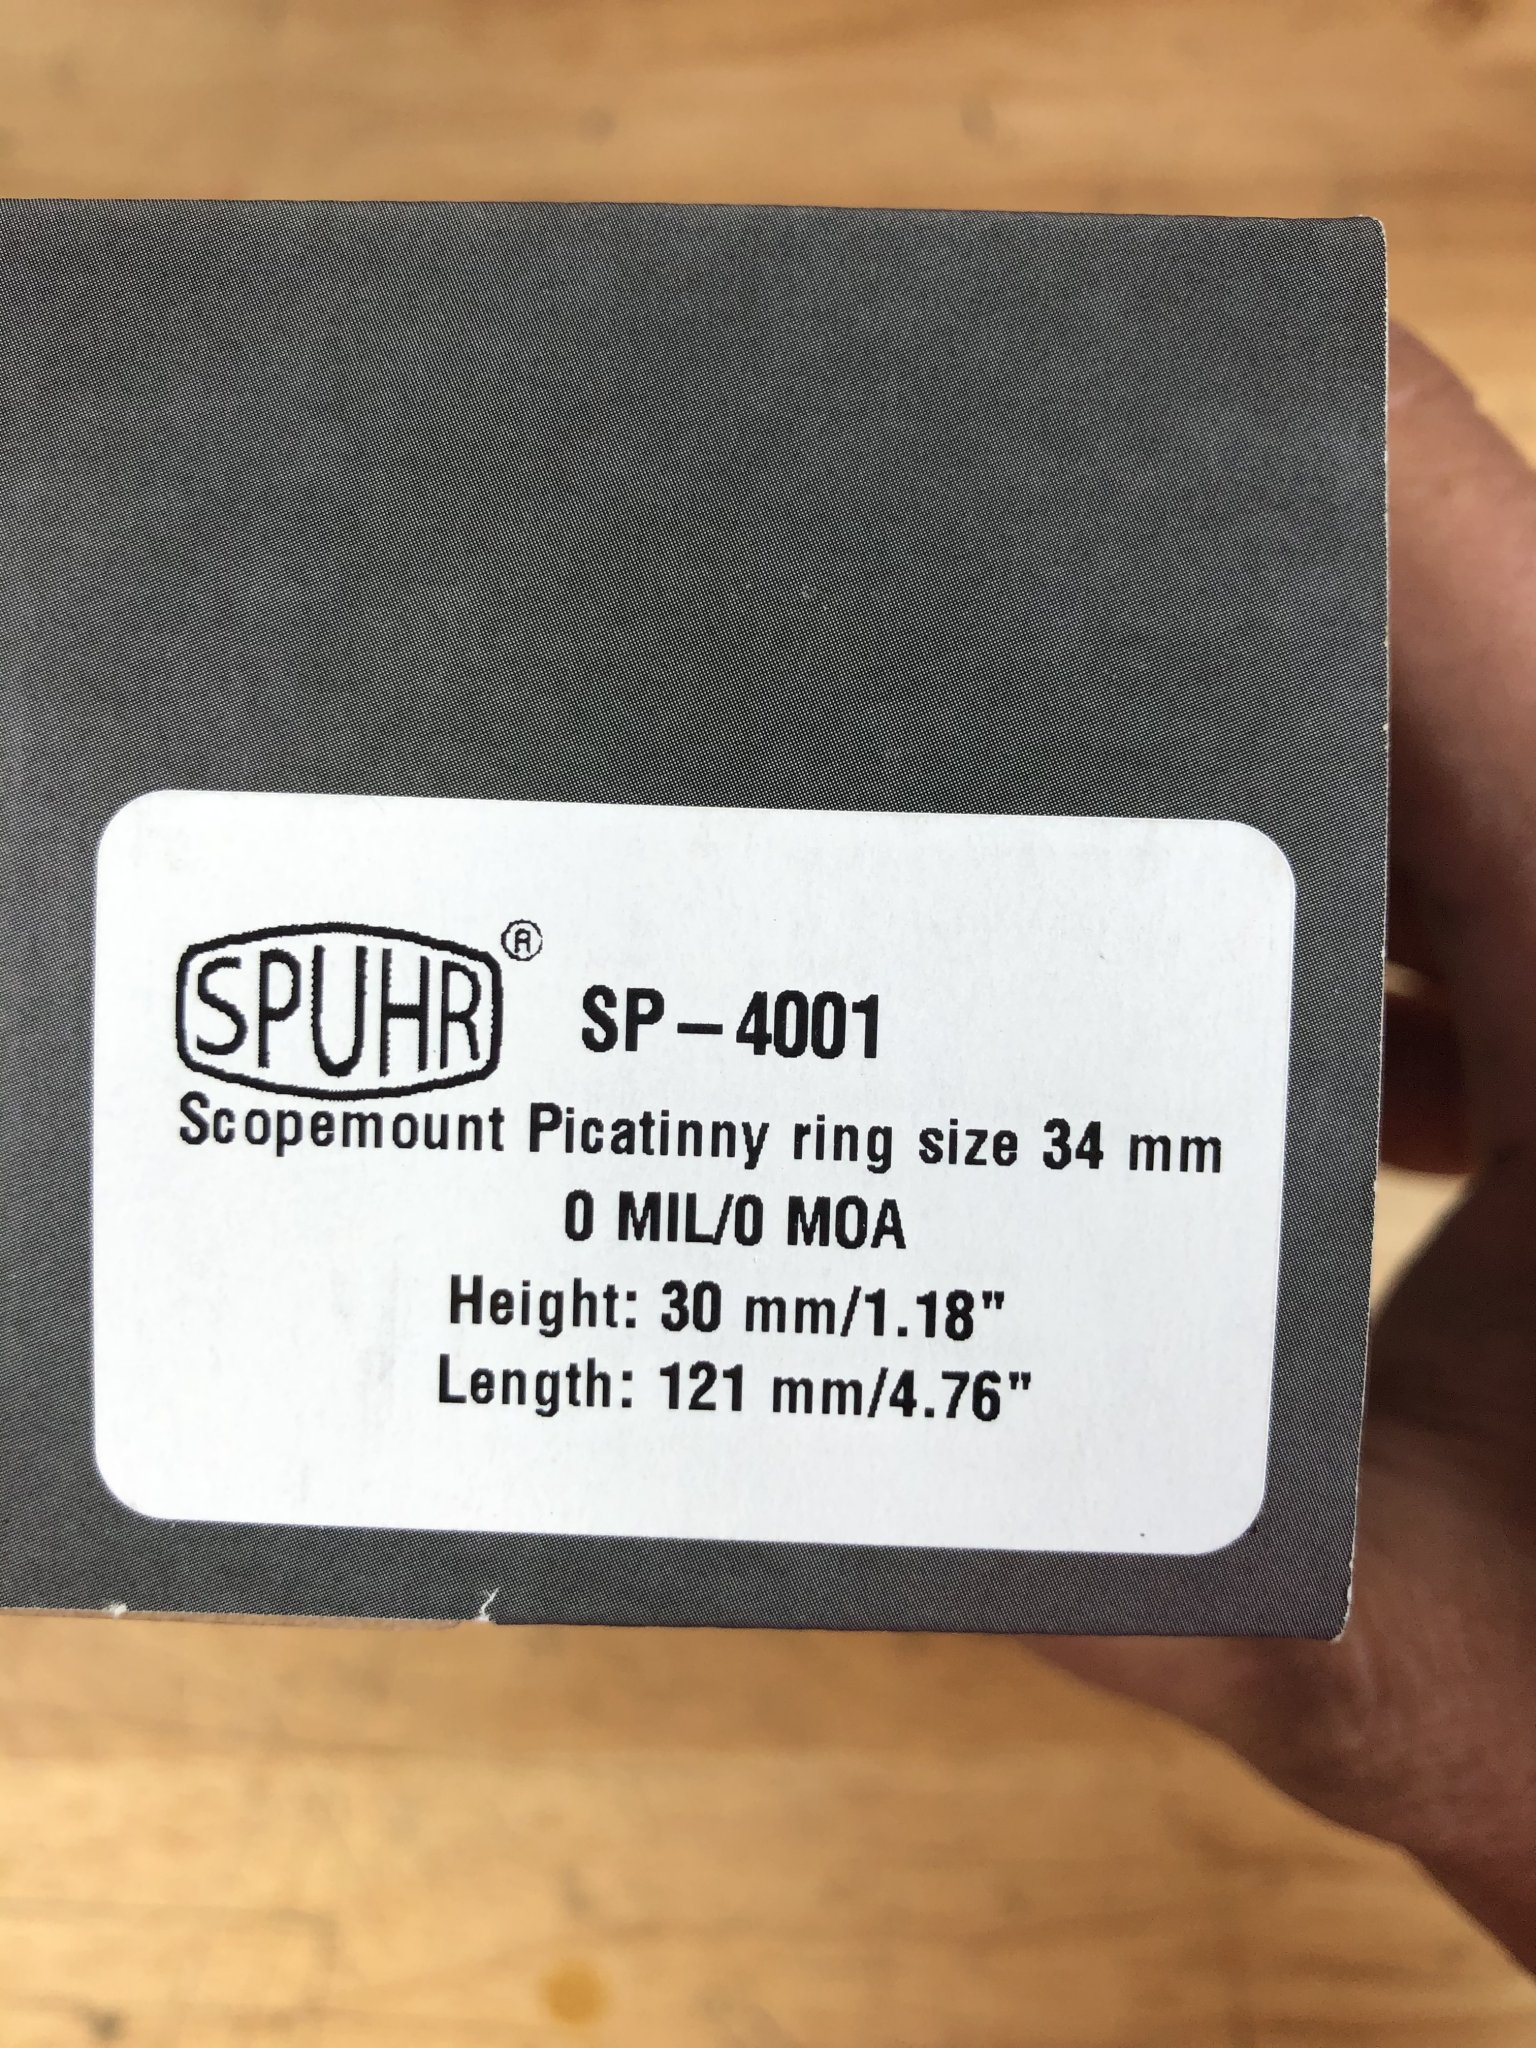 SPUHR® SP-4001
Scopemount Picatinny ring size 34 mm
0 MIL/0 MOA
Height: 30 mm/1.18"
Length: 121 mm/4.76"